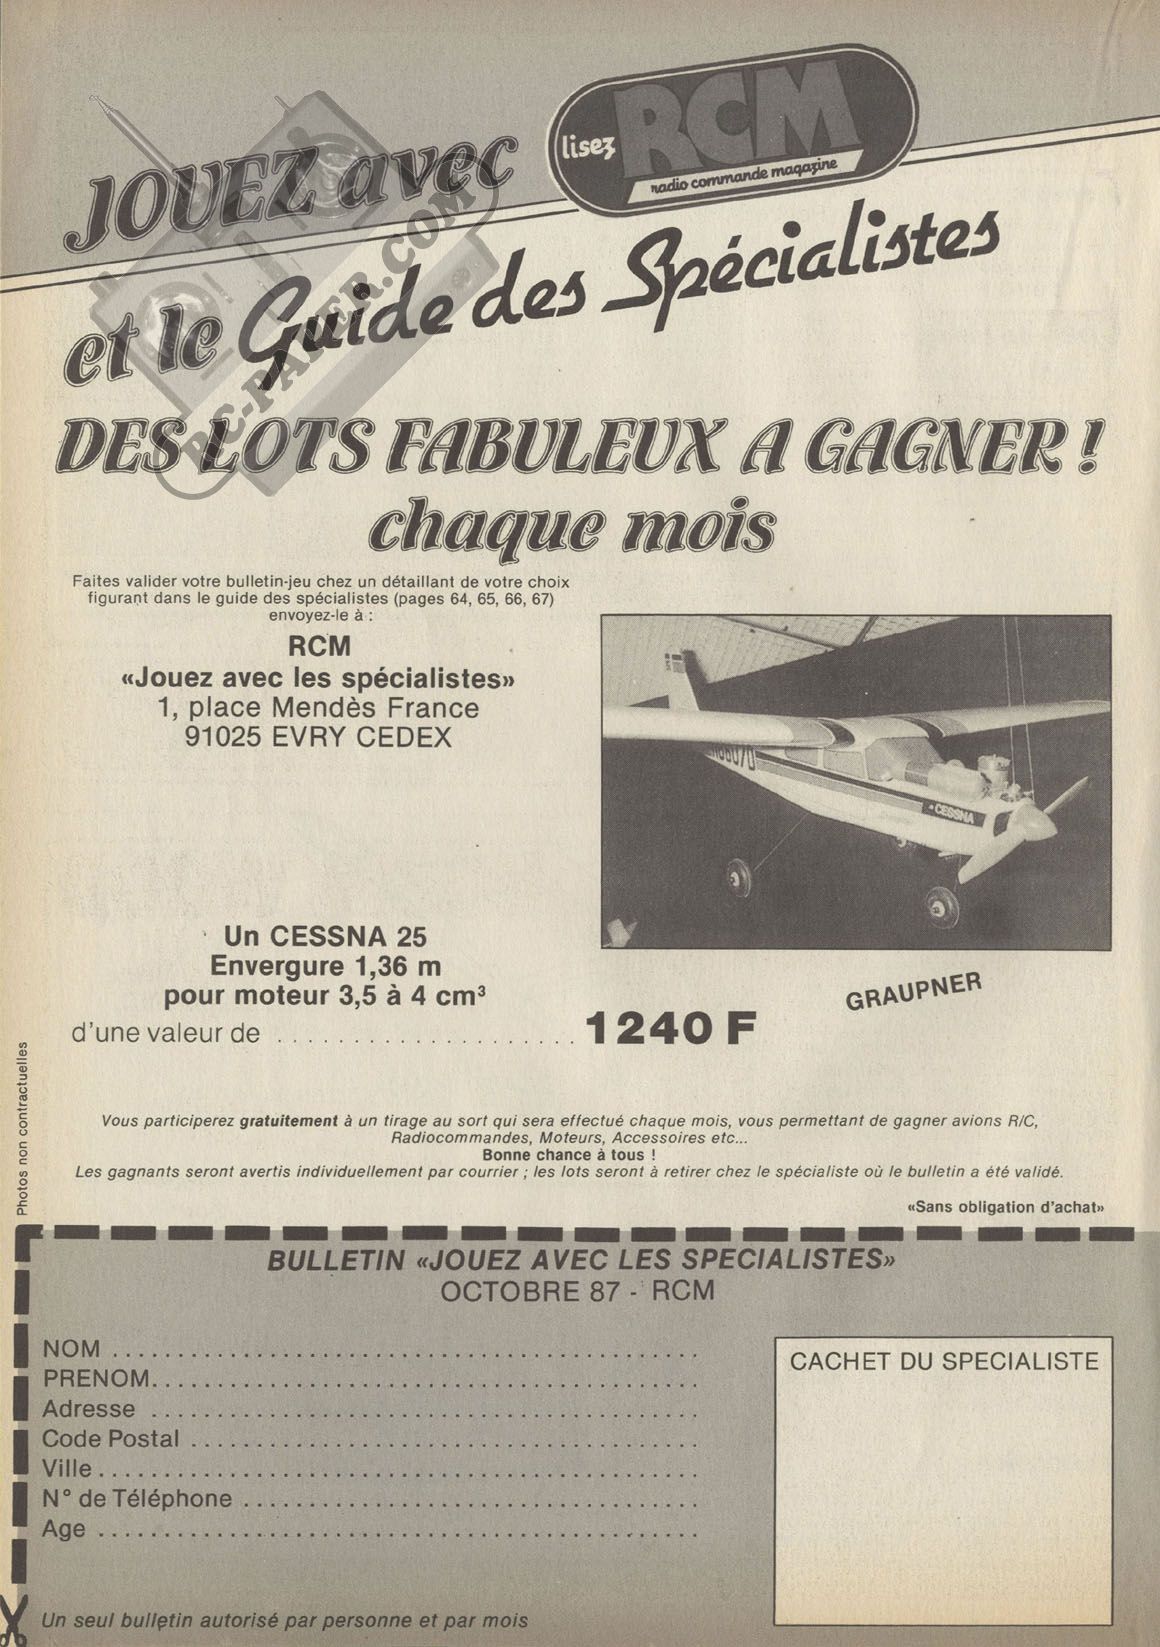 JOUEZ avec
lisez RCM
radio commande magazine
et le Guide des Spécialistes
RC-PAPIER.COM
DES LOTS FABULEUX A GAGNER !
chaque mois
Faites valider votre bulletin-jeu chez un détaillant de votre choix
figurant dans le guide des spécialistes (pages 64, 65, 66, 67)
envoyez-le à :
RCM
«Jouez avec les spécialistes»
1, place Mendès France
91025 EVRY CEDEX
CESSNA
Un CESSNA 25
Envergure 1,36 m
pour moteur 3,5 à 4 cm³
GRAUPNER
d'une valeur de .................... 1240 F
Photos non contractuelles
Vous participerez gratuitement à un tirage au sort qui sera effectué chaque mois, vous permettant de gagner avions R/C,
Radiocommandes, Moteurs, Accessoires etc...
Bonne chance à tous !
Les gagnants seront avertis individuellement par courrier ; les lots seront à retirer chez le spécialiste où le bulletin a été validé.
«Sans obligation d'achat»
BULLETIN «JOUEZ AVEC LES SPECIALISTES»
OCTOBRE 87 - RCM
NOM ........................................
PRENOM........................................
Adresse ........................................
Code Postal ........................................
Ville........................................
N° de Téléphone ........................................
Age ........................................
CACHET DU SPECIALISTE
Un seul bulletin autorisé par personne et par mois